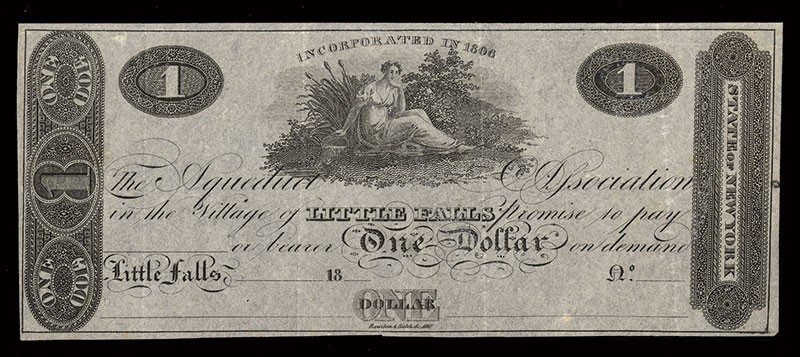 INCORPORATED IN 1806
1
1
ONE
ONE
1
ONE
ONE
STATE OF NEW YORK
The Aqueduct Association
in the Village of LITTLE FALLS promise to pay
or bearer One Dollar on demand
Little Falls 18 No.
ONE
DOLLAR